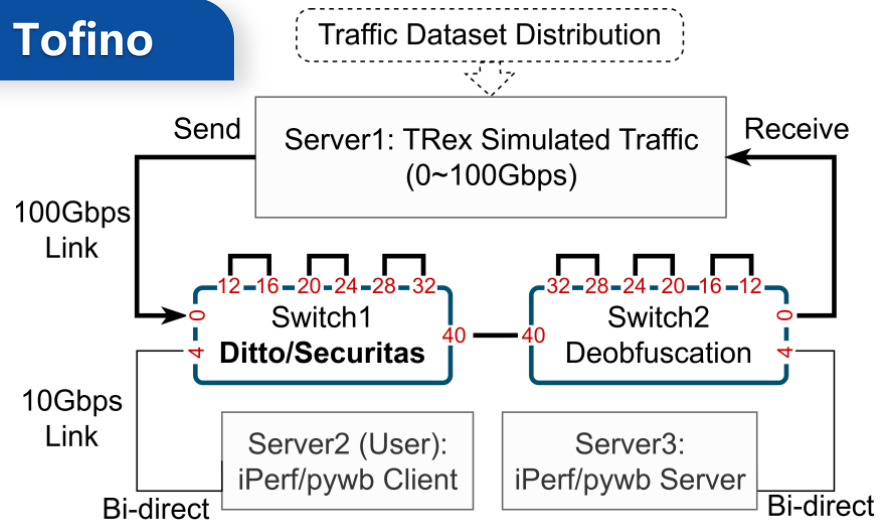 Tofino
Traffic Dataset Distribution
Send
Server1: TRex Simulated Traffic
(0~100Gbps)
Receive
100Gbps
Link
12 16 20 24 28 32
32 28 24 20 16 12
0
Switch1
Ditto/Securitas
4
40
40
Switch2
Deobfuscation
0
4
10Gbps
Link
Server2 (User):
iPerf/pywb Client
Server3:
iPerf/pywb Server
Bi-direct
Bi-direct